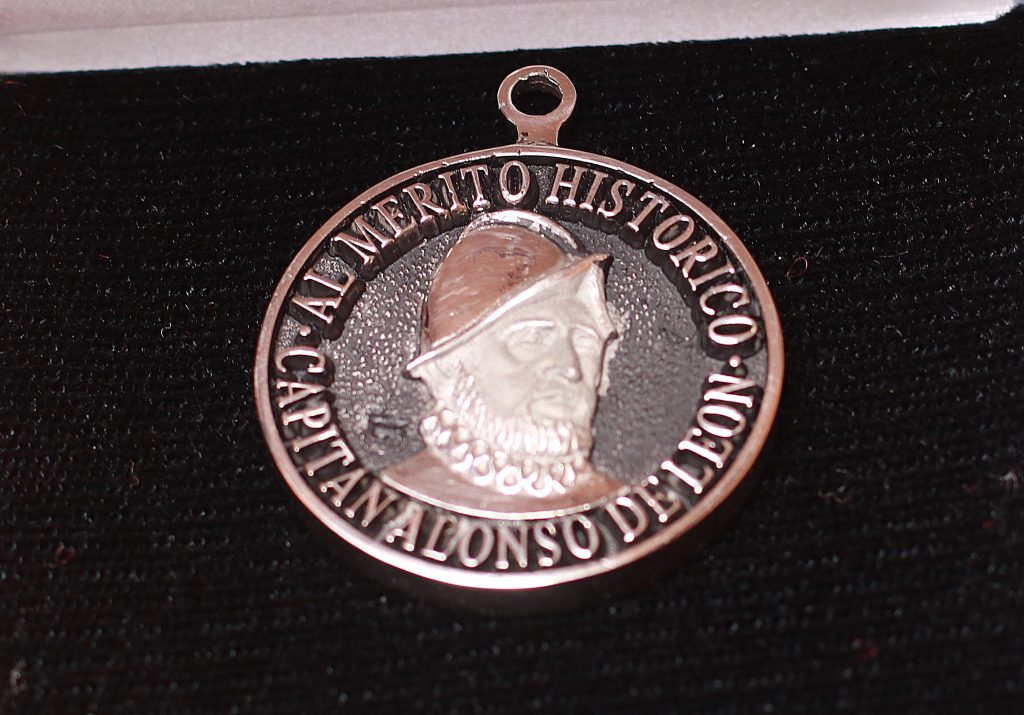 AL MERITO HISTORICO
CAPITAN ALONSO DE LEON